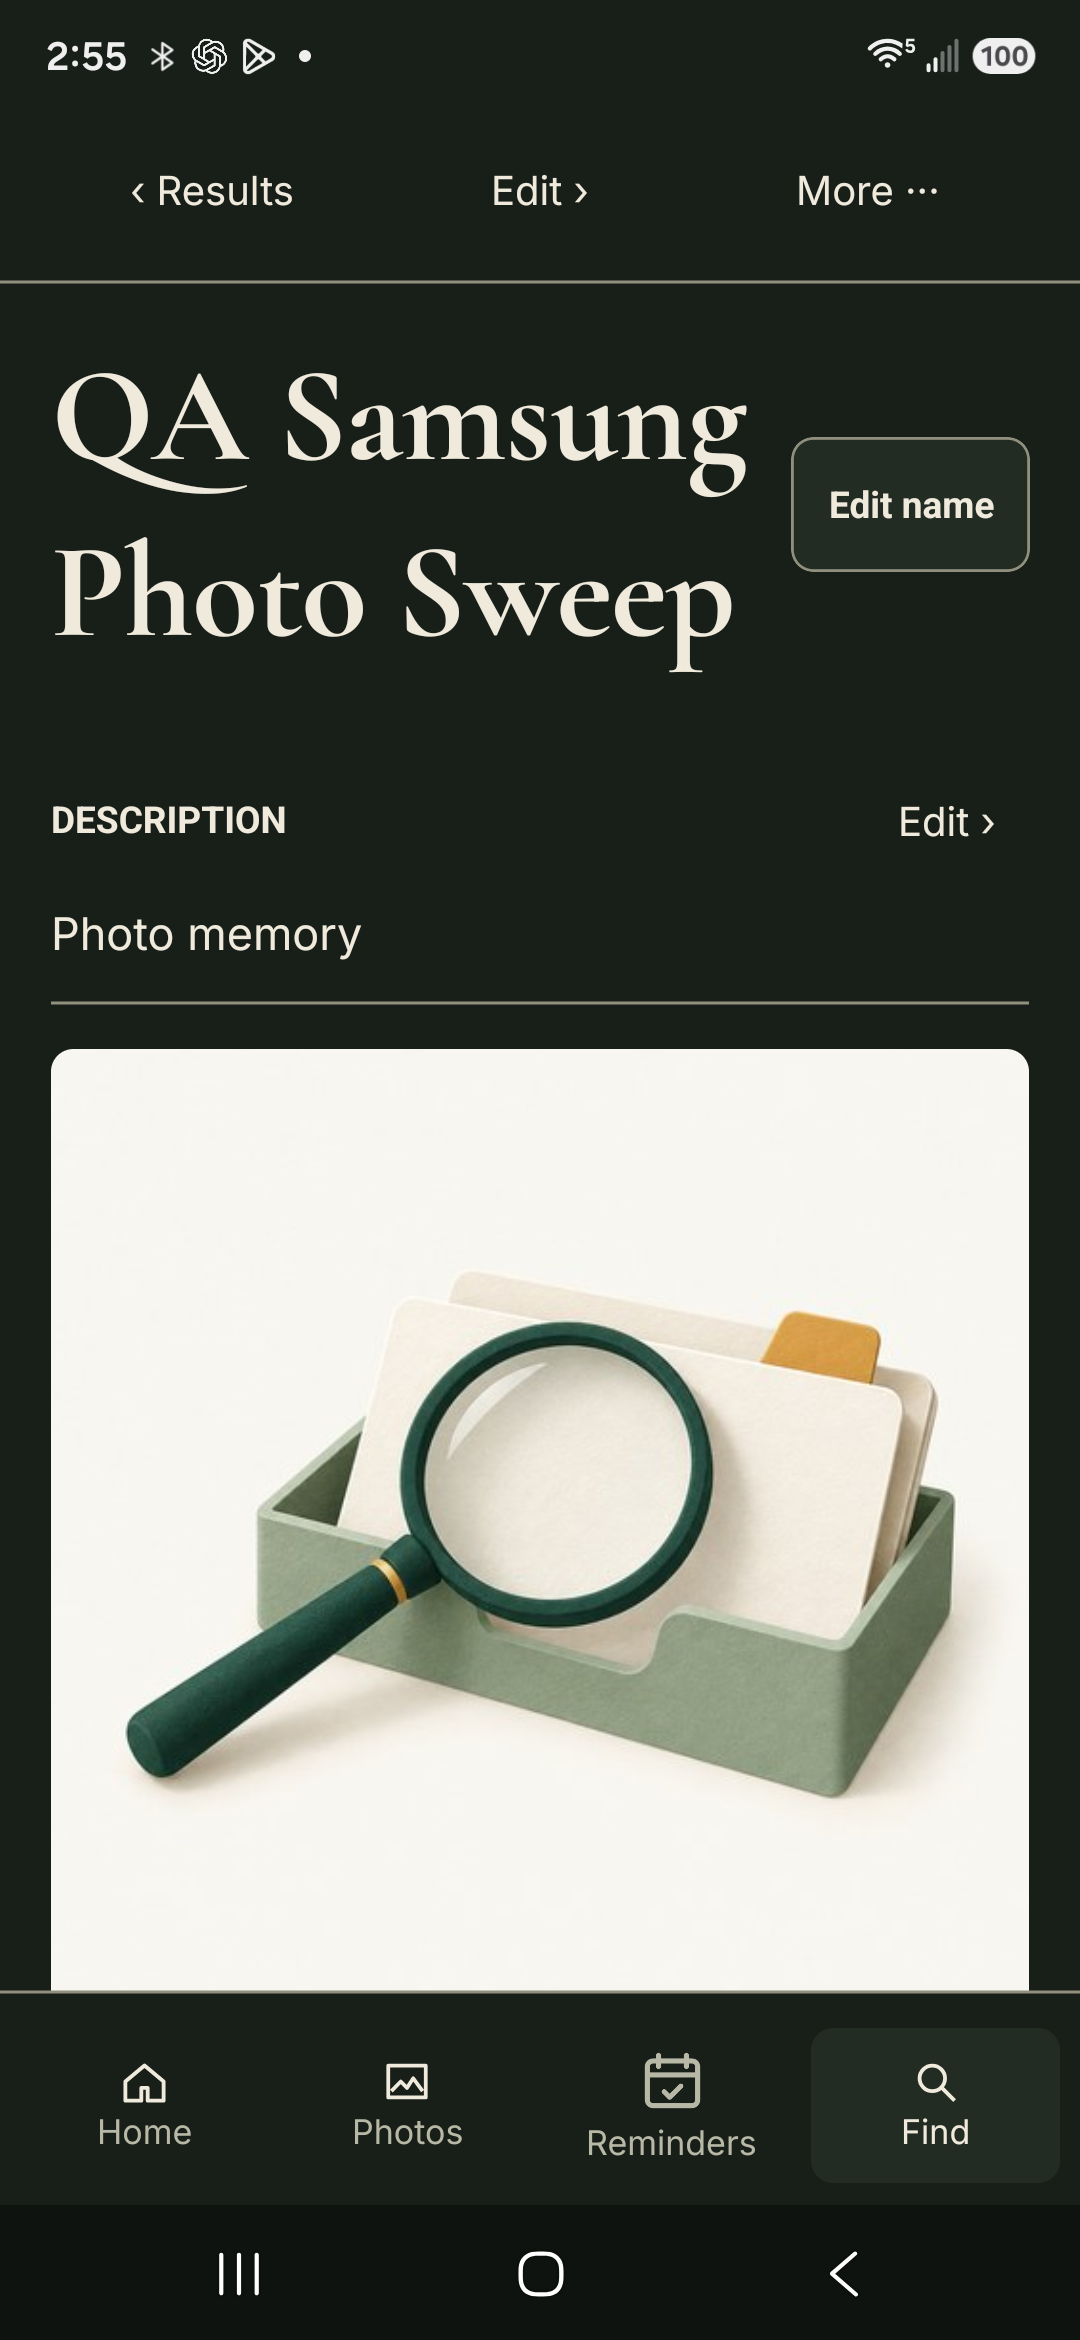 2:55
5
100
‹ Results
Edit ›
More ···
QA Samsung
Photo Sweep
Edit name
DESCRIPTION
Edit ›
Photo memory
Home
Photos
Reminders
Find